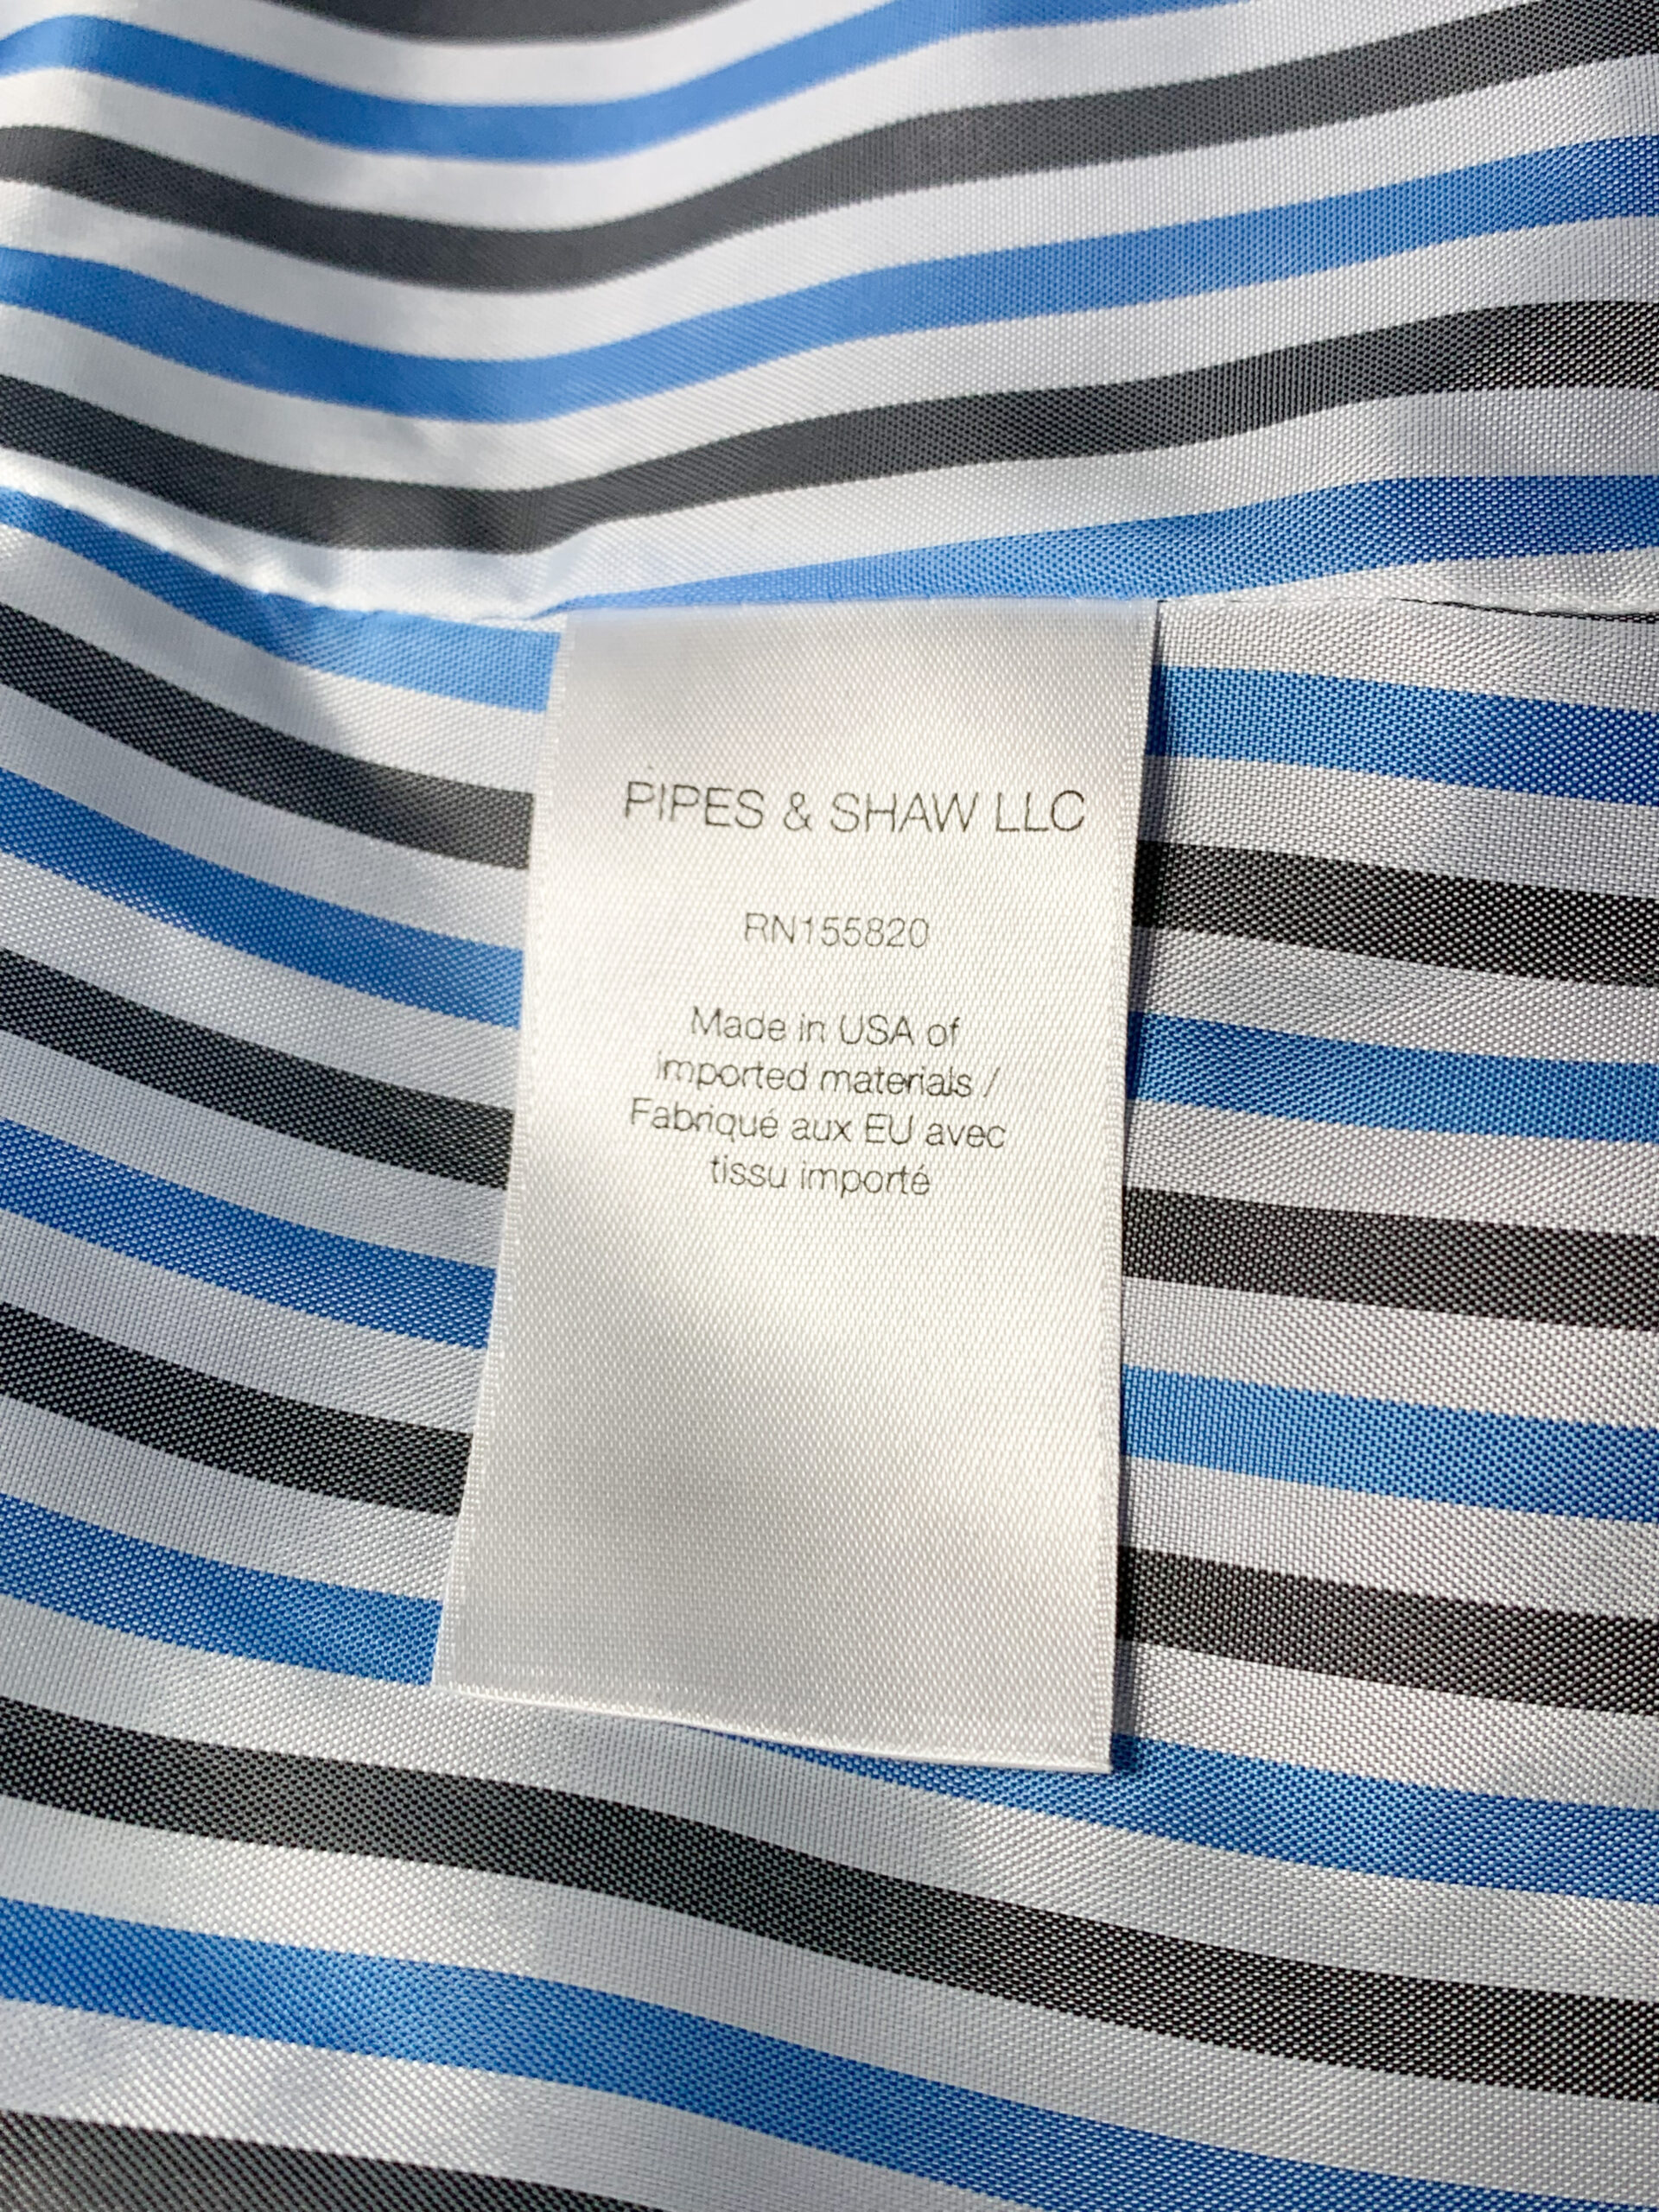 PIPES & SHAW LLC
RN155820
Made in USA of
imported materials /
Fabriqué aux EU avec
tissu importé